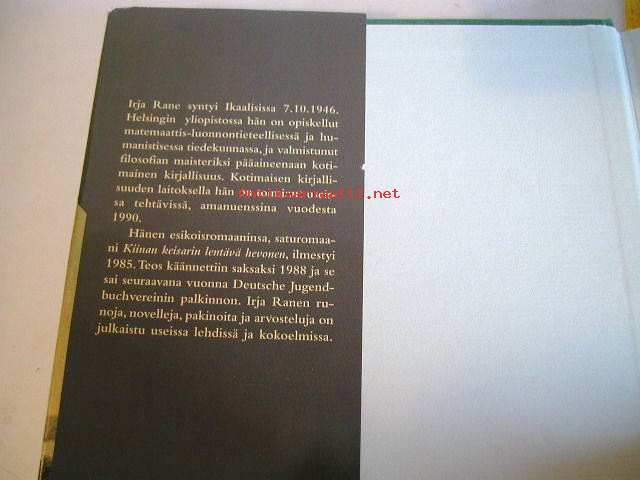 Irja Rane syntyi Ikaalisissa 7.10.1946.
Helsingin yliopistossa hän on opiskellut
matemaattis-luonnontieteellisessä ja hu-
manistisessa tiedekunnassa, ja valmistunut
filosofian maisteriksi pääaineenaan koti-
mainen kirjallisuus. Kotimaisen kirjalli-
suuden laitoksella hän on toiminut
sa tehtävissä, amanuenssina vuodesta
1990.
Hänen esikoisromaaninsa, saturomaa-
ni Kiinan keisarin lentävä hevonen, ilmestyi
1985. Teos käännettiin saksaksi 1988 ja se
sai seuraavana vuonna Deutsche Jugend-
buchvereinin palkinnon. Irja Ranen ru-
noja, novelleja, pakinoita ja arvosteluja on
julkaistu useissa lehdissä ja kokoelmissa.